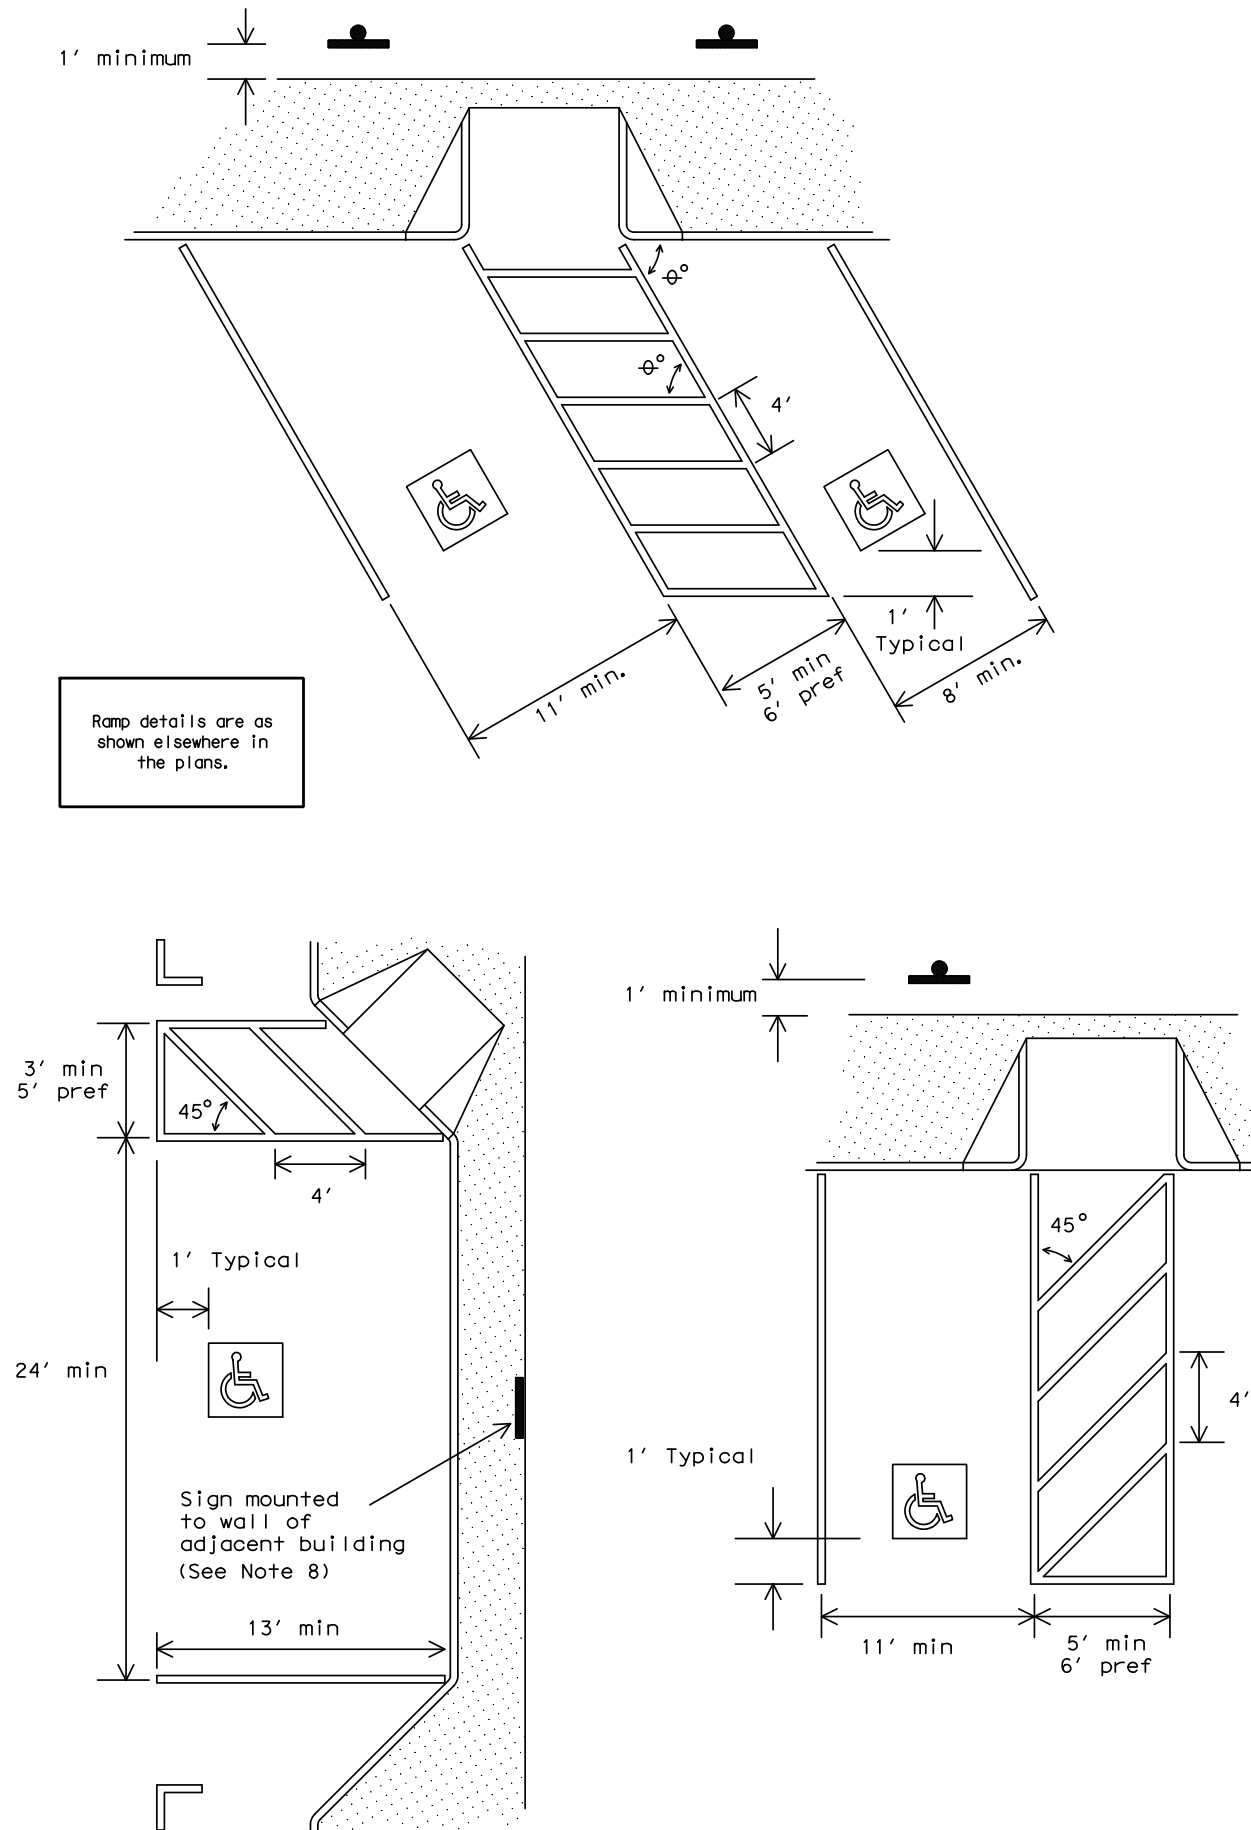 1' minimum
ø°
ø°
4'
1'
Typical
11' min.
5' min
6' pref
8' min.
Ramp details are as
shown elsewhere in
the plans.
3' min
5' pref
45°
4'
1' Typical
24' min
Sign mounted
to wall of
adjacent building
(See Note 8)
13' min
1' minimum
45°
4'
1' Typical
11' min
5' min
6' pref